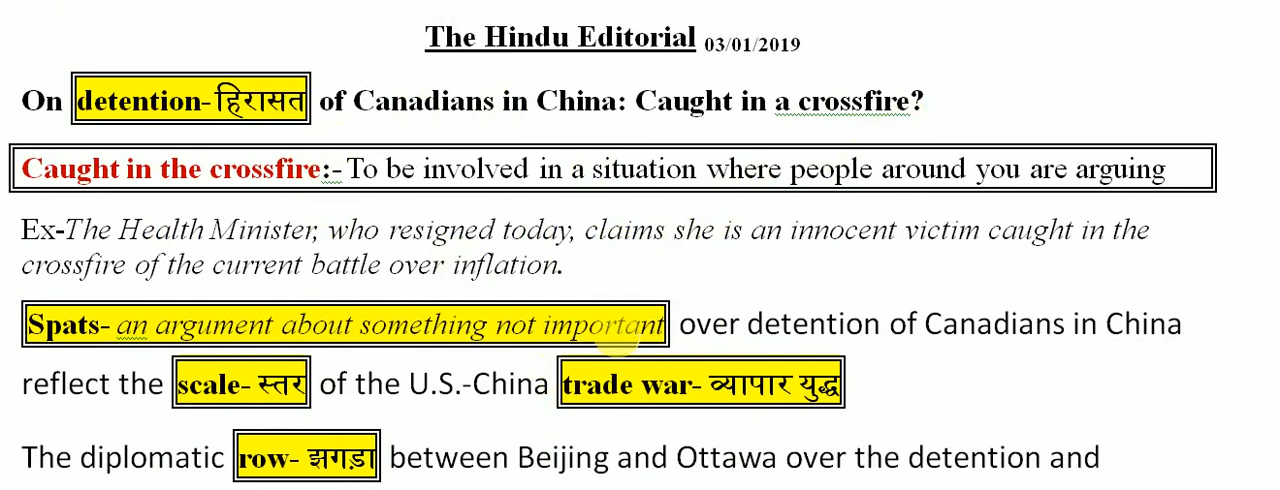 The Hindu Editorial 03/01/2019
On detention- हिरासत of Canadians in China: Caught in a crossfire?
Caught in the crossfire:- To be involved in a situation where people around you are arguing
Ex-The Health Minister, who resigned today, claims she is an innocent victim caught in the
crossfire of the current battle over inflation.
Spats- an argument about something not important over detention of Canadians in China
reflect the scale- स्तर of the U.S.-China trade war- व्यापार युद्ध
The diplomatic row- झगड़ा between Beijing and Ottawa over the detention and